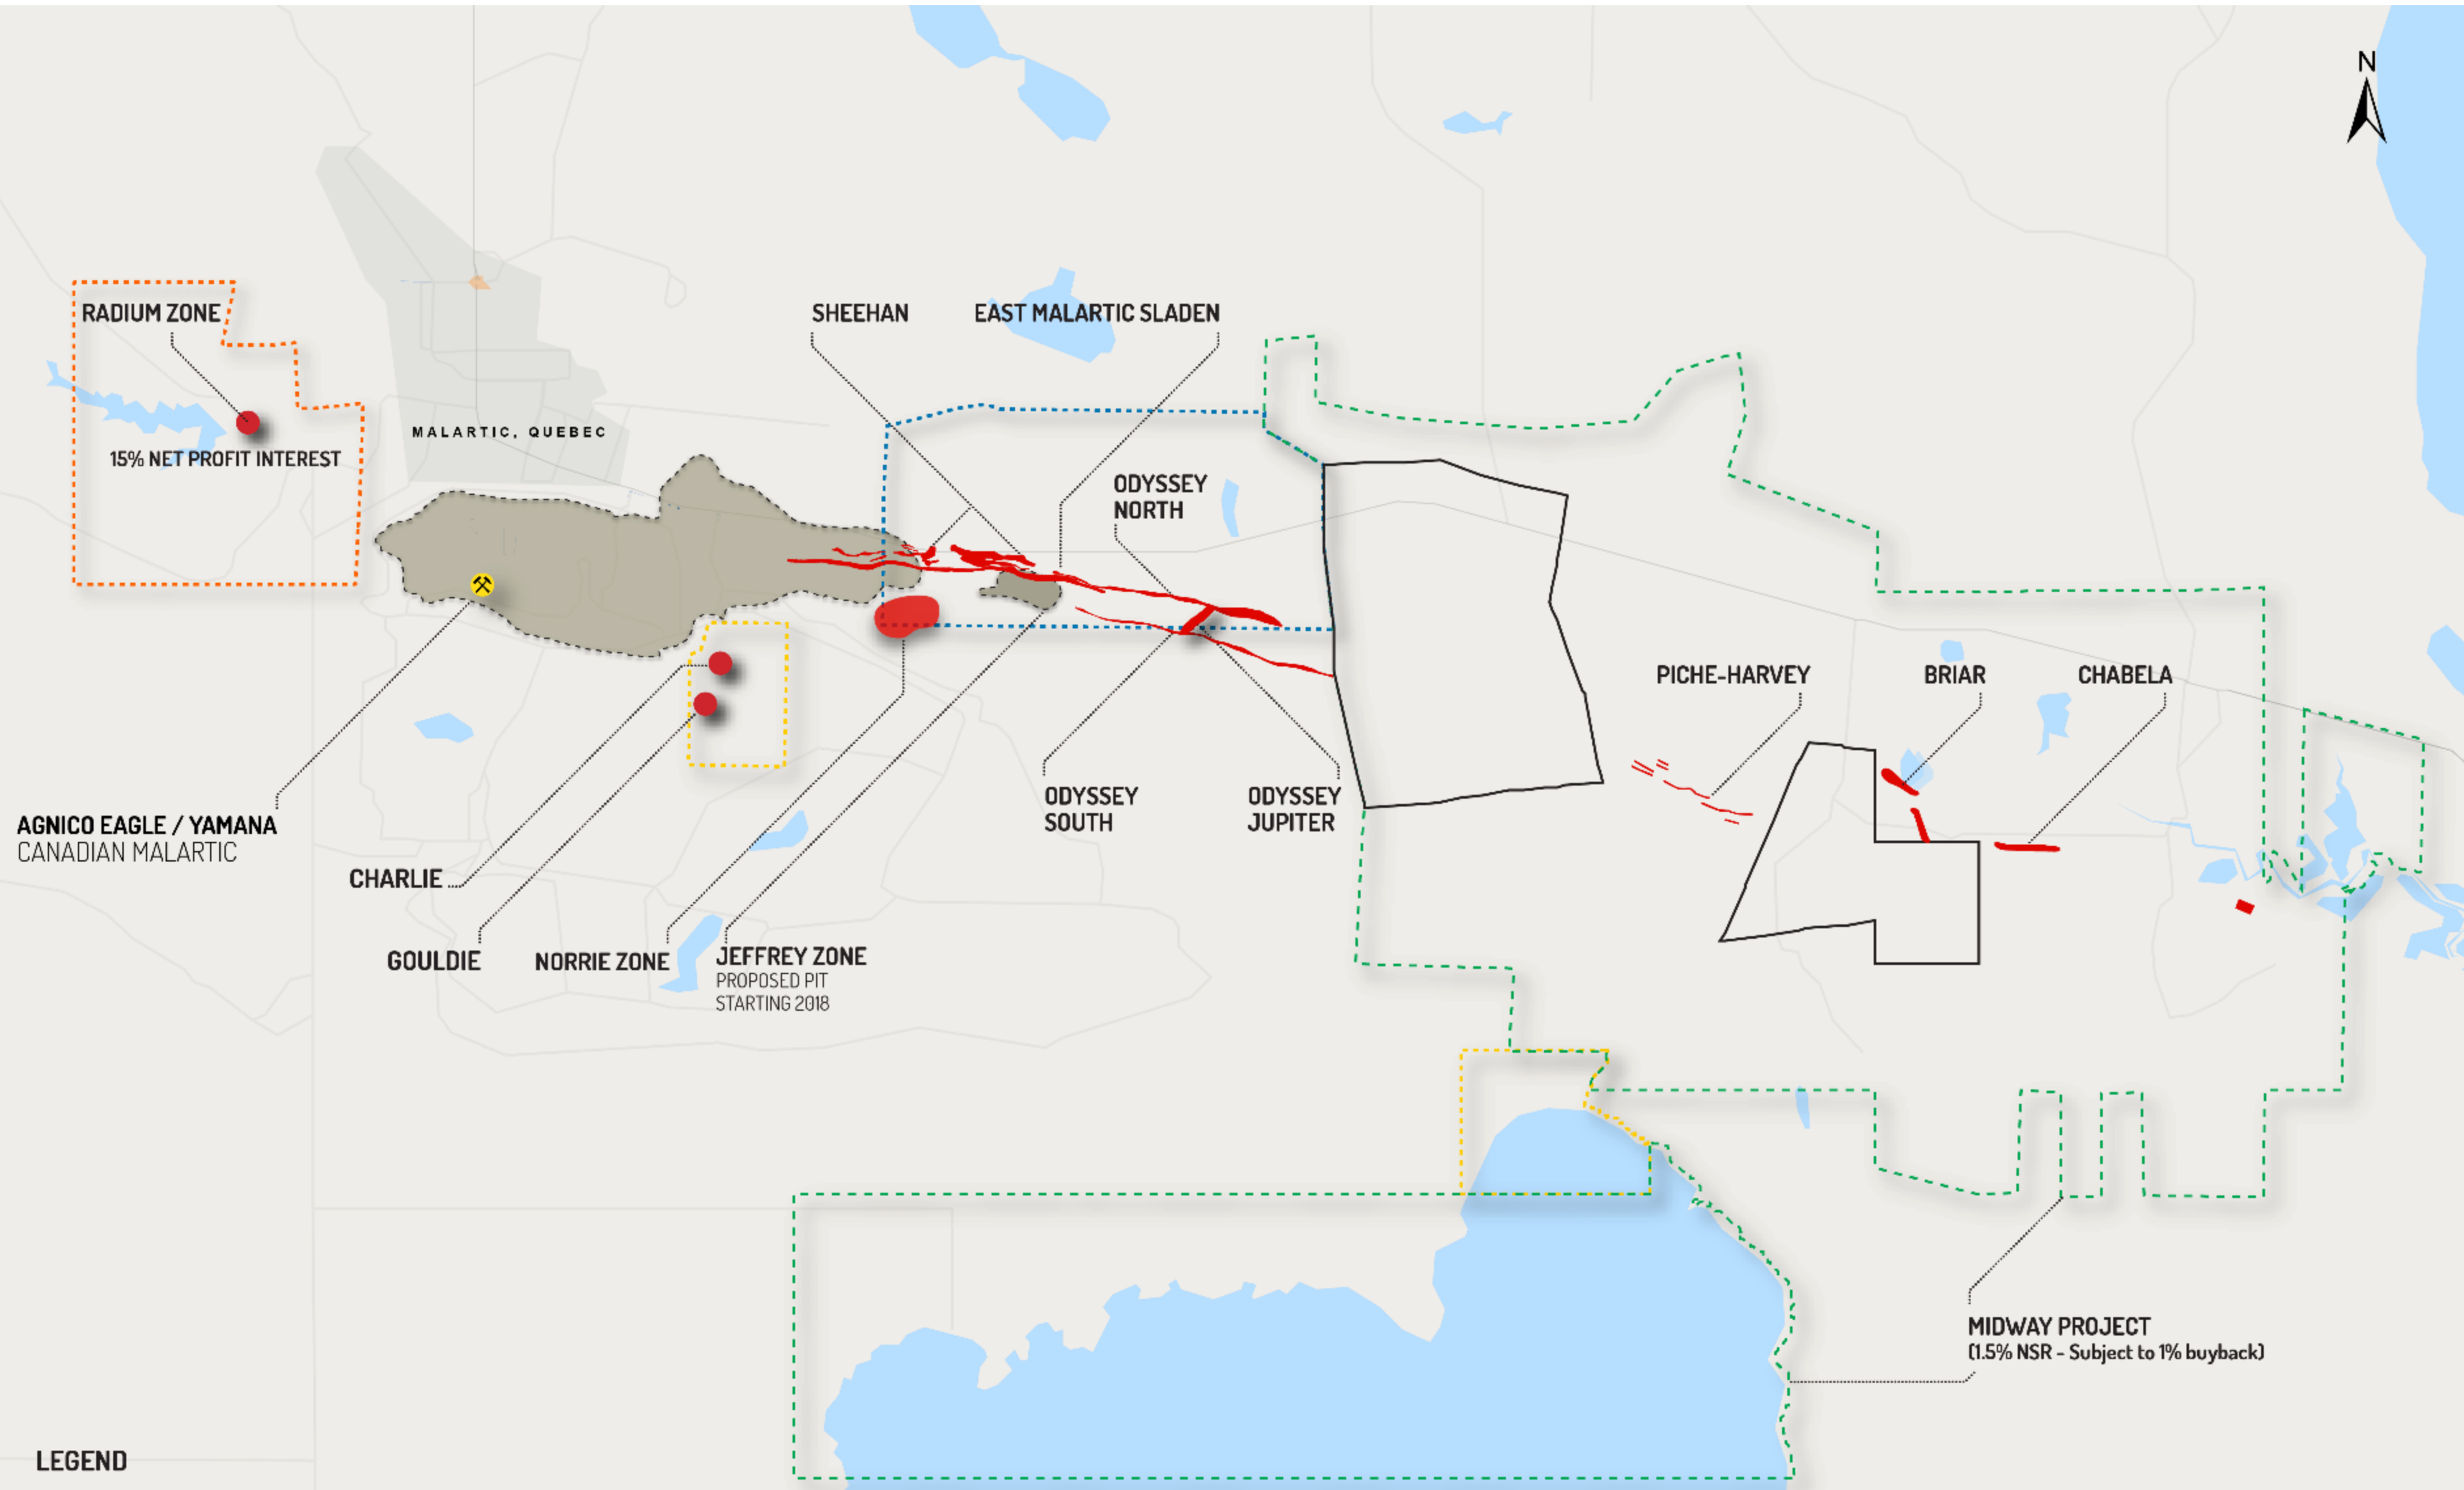 N
RADIUM ZONE
SHEEHAN
EAST MALARTIC SLADEN
MALARTIC, QUEBEC
15% NET PROFIT INTEREST
ODYSSEY
NORTH
PICHE-HARVEY
BRIAR
CHABELA
AGNICO EAGLE / YAMANA
CANADIAN MALARTIC
ODYSSEY
SOUTH
ODYSSEY
JUPITER
CHARLIE
GOULDIE
NORRIE ZONE
JEFFREY ZONE
PROPOSED PIT
STARTING 2018
MIDWAY PROJECT
(1.5% NSR - Subject to 1% buyback)
LEGEND